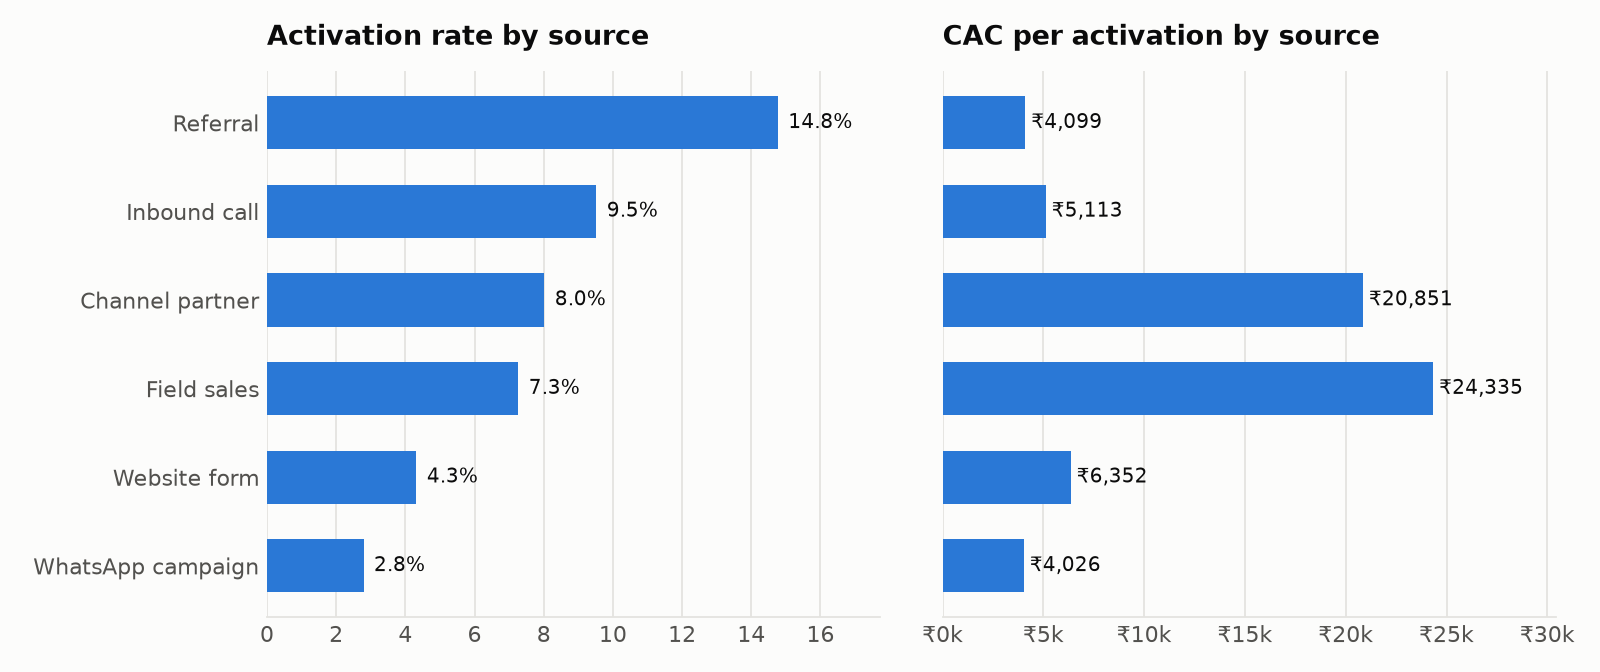 Activation rate by source
Referral 14.8%
Inbound call 9.5%
Channel partner 8.0%
Field sales 7.3%
Website form 4.3%
WhatsApp campaign 2.8%
0 2 4 6 8 10 12 14 16
CAC per activation by source
₹4,099
₹5,113
₹20,851
₹24,335
₹6,352
₹4,026
₹0k ₹5k ₹10k ₹15k ₹20k ₹25k ₹30k